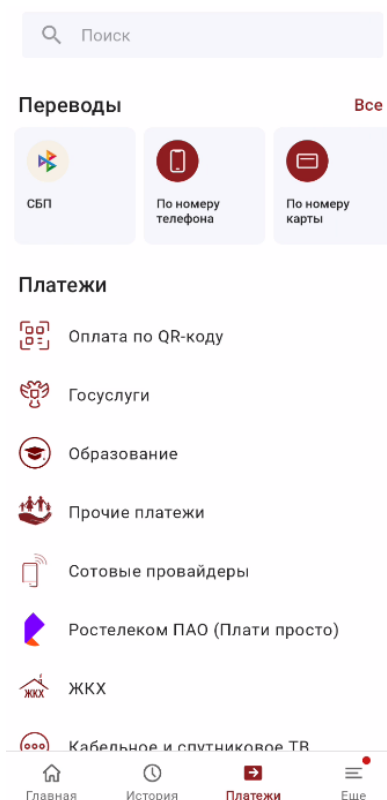 Поиск
Переводы
Все
СБП
По номеру
телефона
По номеру
карты
Платежи
Оплата по QR-коду
Госуслуги
Образование
Прочие платежи
Сотовые провайдеры
Ростелеком ПАО (Плати просто)
ЖКХ
ЖКХ
Кабельное и спутниковое ТВ
Главная
История
Платежи
Еще